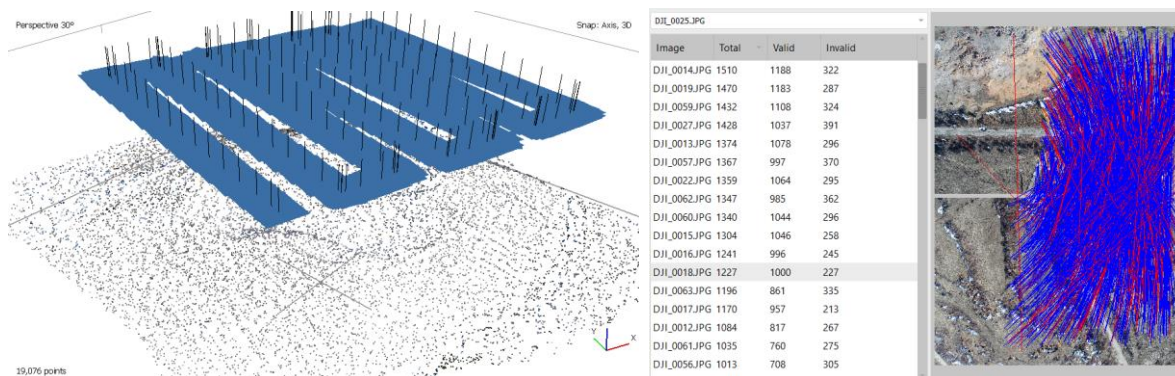 Perspective 30°
Snap: Axis, 3D
X
Y
Z
19,076 points
DJI_0025.JPG
Image Total Valid Invalid
DJI_0014.JPG 1510 1188 322
DJI_0019.JPG 1470 1183 287
DJI_0059.JPG 1432 1108 324
DJI_0027.JPG 1428 1037 391
DJI_0013.JPG 1374 1078 296
DJI_0057.JPG 1367 997 370
DJI_0022.JPG 1359 1064 295
DJI_0062.JPG 1347 985 362
DJI_0060.JPG 1340 1044 296
DJI_0015.JPG 1304 1046 258
DJI_0016.JPG 1241 996 245
DJI_0018.JPG 1227 1000 227
DJI_0063.JPG 1196 861 335
DJI_0017.JPG 1170 957 213
DJI_0012.JPG 1084 817 267
DJI_0061.JPG 1035 760 275
DJI_0056.JPG 1013 708 305